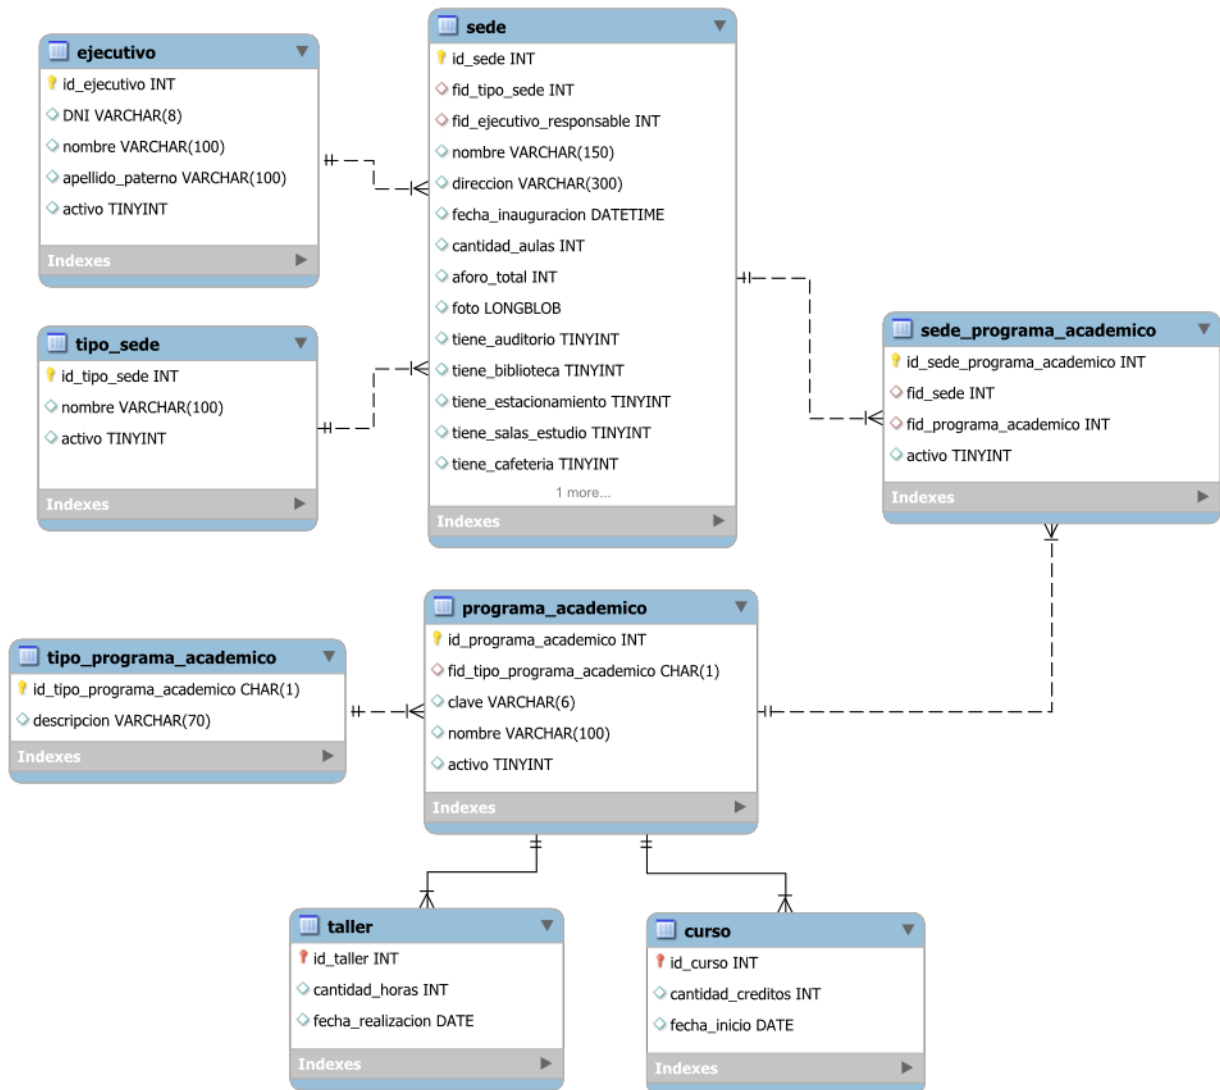 ejecutivo
id_ejecutivo INT
DNI VARCHAR(8)
nombre VARCHAR(100)
apellido_paterno VARCHAR(100)
activo TINYINT
Indexes
sede
id_sede INT
fid_tipo_sede INT
fid_ejecutivo_responsable INT
nombre VARCHAR(150)
direccion VARCHAR(300)
fecha_inauguracion DATETIME
cantidad_aulas INT
aforo_total INT
foto LONGBLOB
tiene_auditorio TINYINT
tiene_biblioteca TINYINT
tiene_estacionamiento TINYINT
tiene_salas_estudio TINYINT
tiene_cafeteria TINYINT
1 more...
Indexes
tipo_sede
id_tipo_sede INT
nombre VARCHAR(100)
activo TINYINT
Indexes
sede_programa_academico
id_sede_programa_academico INT
fid_sede INT
fid_programa_academico INT
activo TINYINT
Indexes
tipo_programa_academico
id_tipo_programa_academico CHAR(1)
descripcion VARCHAR(70)
Indexes
programa_academico
id_programa_academico INT
fid_tipo_programa_academico CHAR(1)
clave VARCHAR(6)
nombre VARCHAR(100)
activo TINYINT
Indexes
taller
id_taller INT
cantidad_horas INT
fecha_realizacion DATE
Indexes
curso
id_curso INT
cantidad_creditos INT
fecha_inicio DATE
Indexes